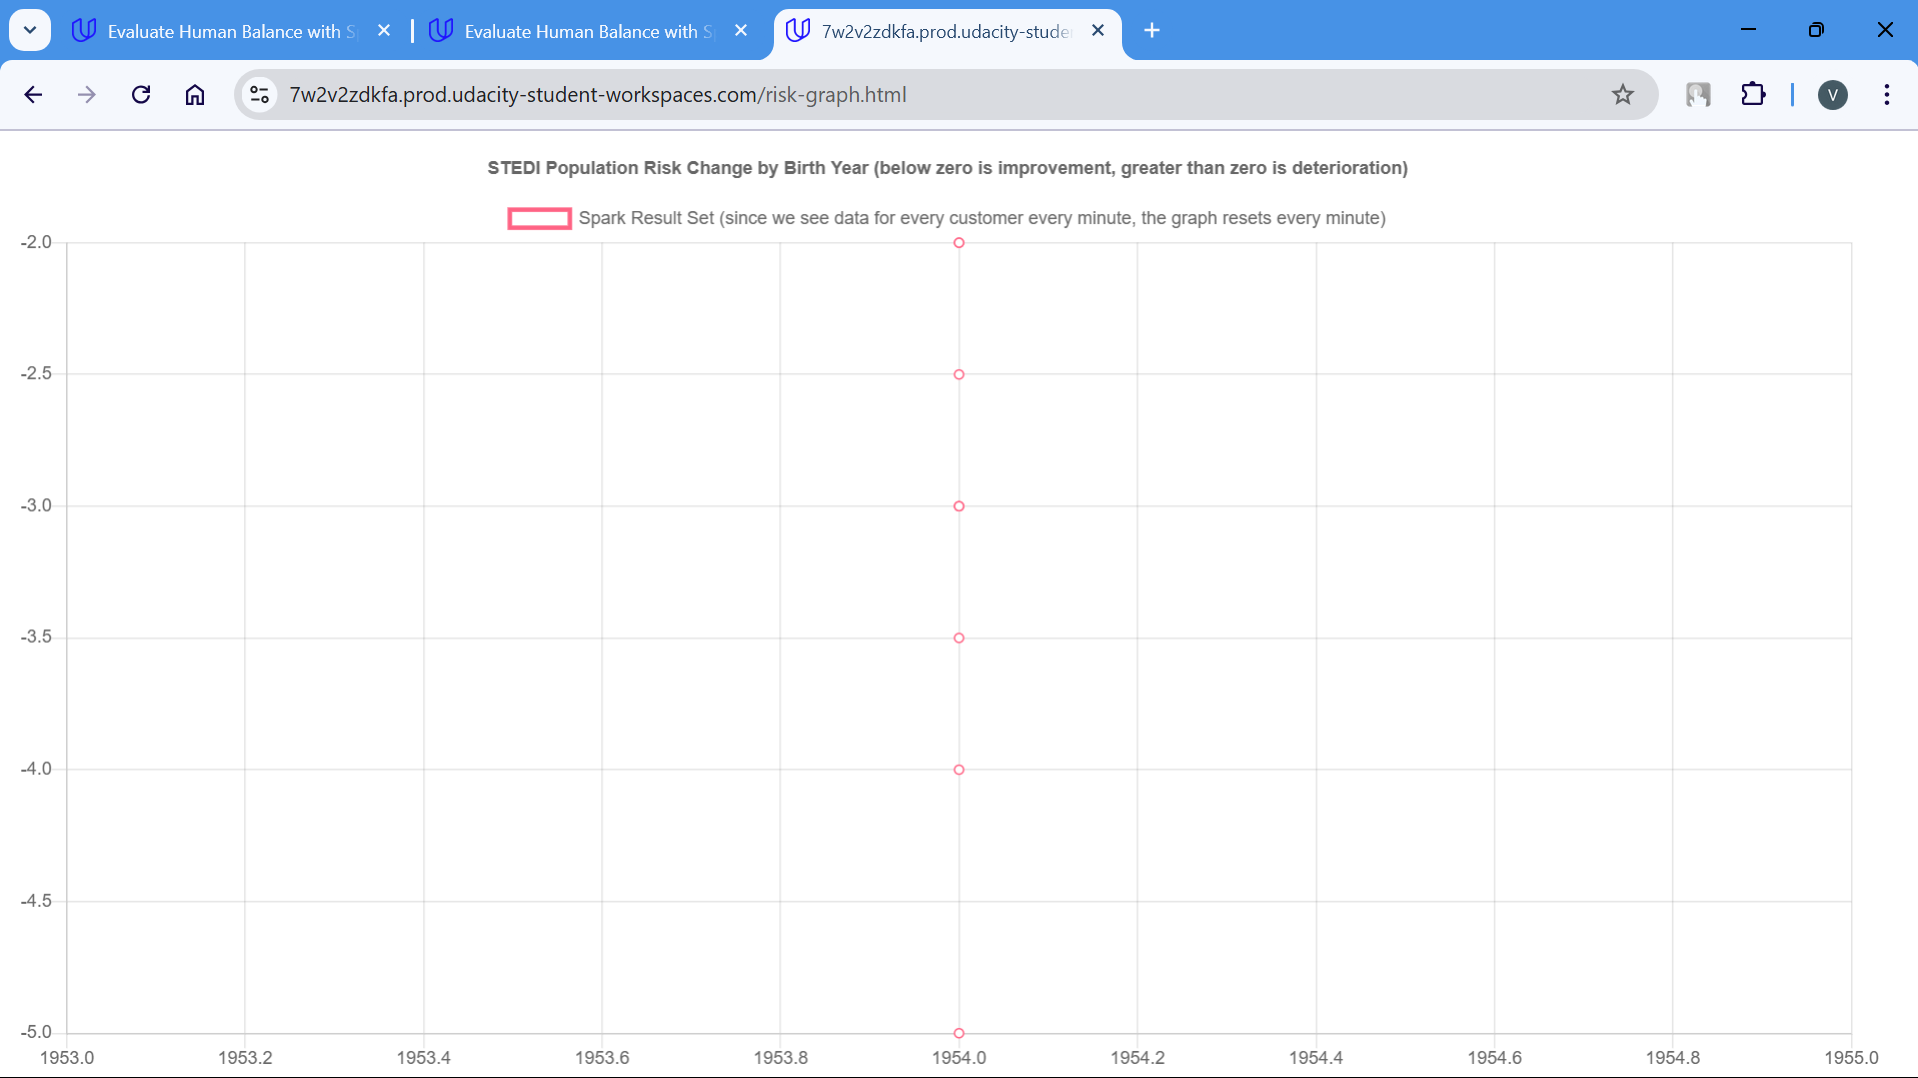 Evaluate Human Balance with S
Evaluate Human Balance with S
7w2v2zdkfa.prod.udacity-stude
7w2v2zdkfa.prod.udacity-student-workspaces.com/risk-graph.html
V
STEDI Population Risk Change by Birth Year (below zero is improvement, greater than zero is deterioration)
Spark Result Set (since we see data for every customer every minute, the graph resets every minute)
-2.0
-2.5
-3.0
-3.5
-4.0
-4.5
-5.0
1953.0 1953.2 1953.4 1953.6 1953.8 1954.0 1954.2 1954.4 1954.6 1954.8 1955.0